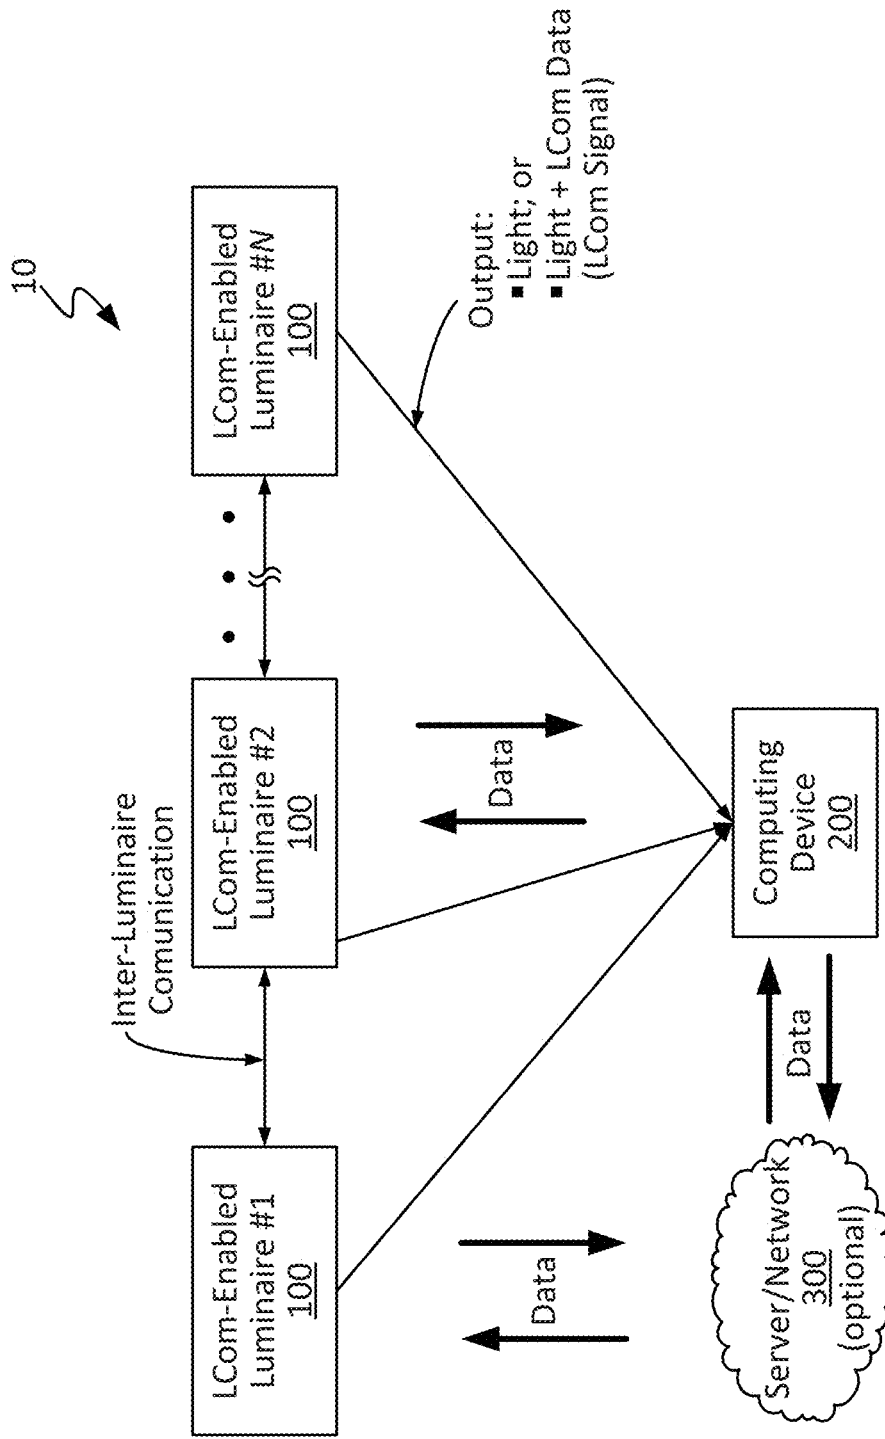 10
Inter-Luminaire
Comunication
LCom-Enabled
Luminaire #1
100
LCom-Enabled
Luminaire #2
100
LCom-Enabled
Luminaire #N
100
Output:
▪Light; or
▪Light + LCom Data
(LCom Signal)
Data
Data
Server/Network
300
(optional)
Data
Computing
Device
200